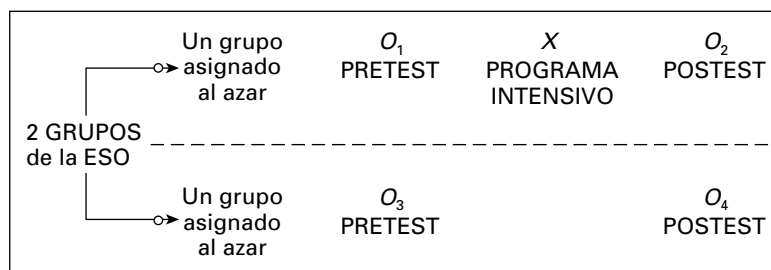 Un grupo
asignado
al azar
O₁
PRETEST
X
PROGRAMA
INTENSIVO
O₂
POSTEST
2 GRUPOS
de la ESO
Un grupo
asignado
al azar
O₃
PRETEST
O₄
POSTEST